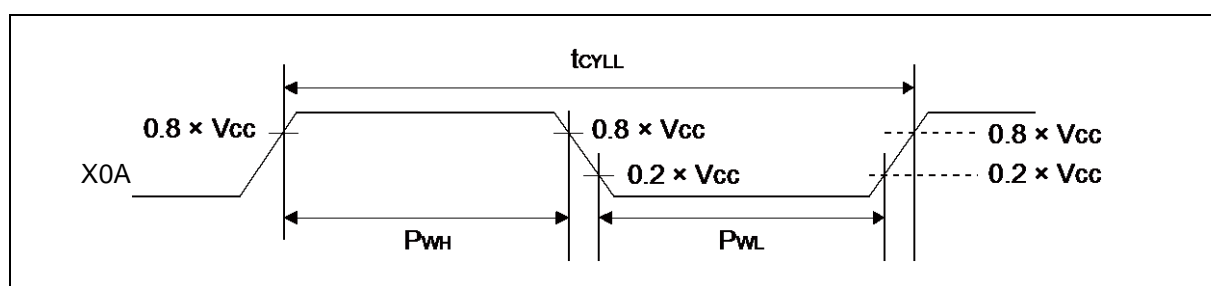 tCYLL
0.8 × Vcc
0.8 × Vcc
0.8 × Vcc
X0A
0.2 × Vcc
0.2 × Vcc
PWH
PWL